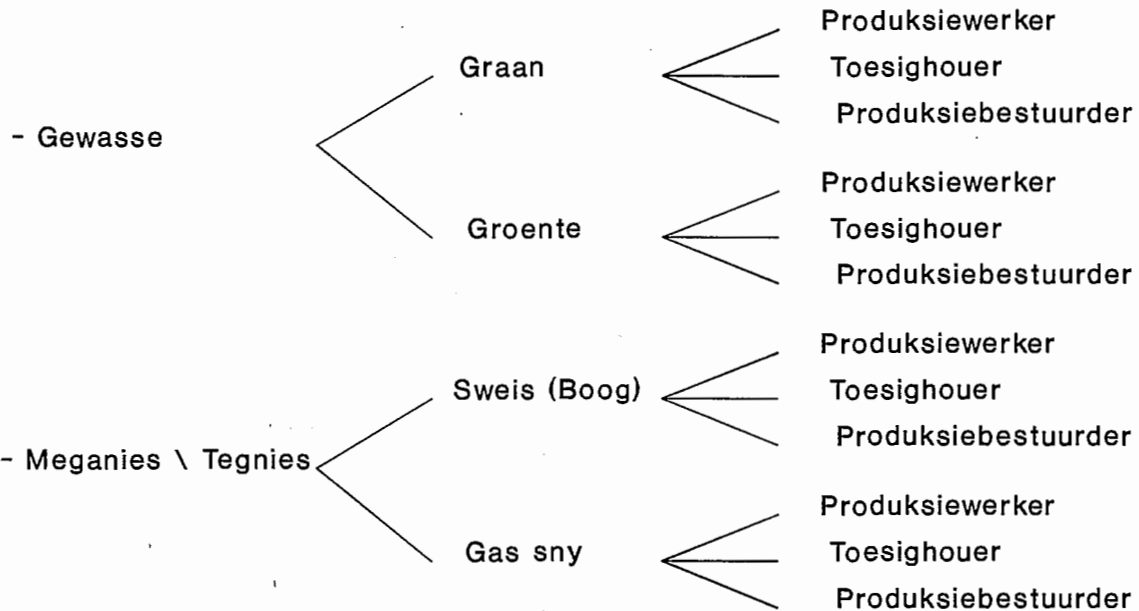 Produksiewerker
Graan
Toesighouer
Produksiebestuurder
- Gewasse
Produksiewerker
Groente
Toesighouer
Produksiebestuurder
Produksiewerker
Sweis (Boog)
Toesighouer
Produksiebestuurder
- Meganies \ Tegnies
Produksiewerker
Gas sny
Toesighouer
Produksiebestuurder